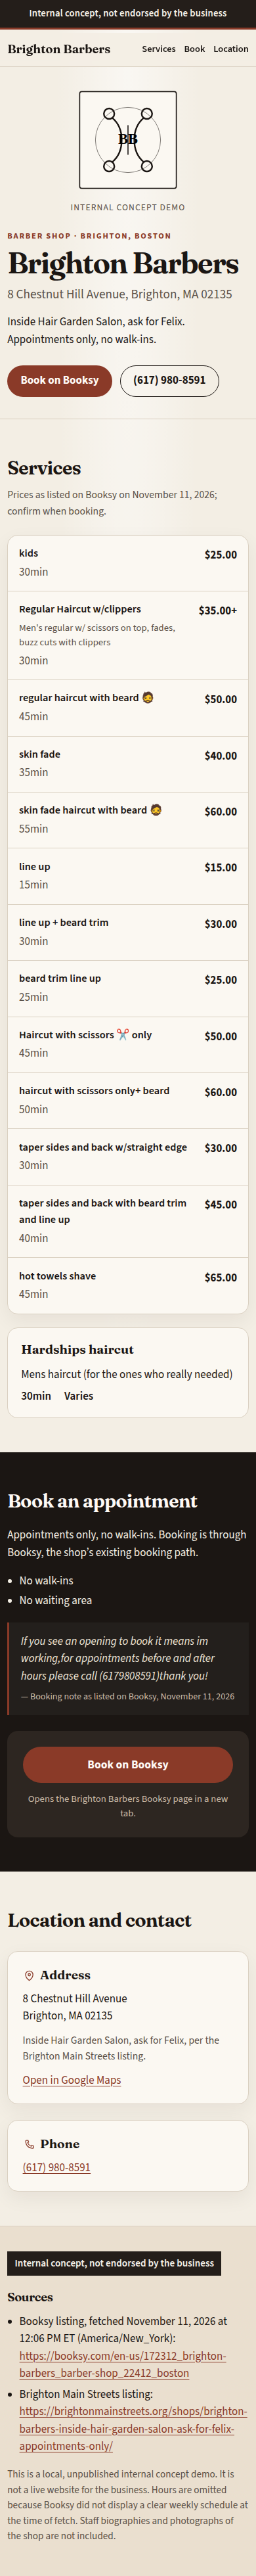 Internal concept, not endorsed by the business
Brighton Barbers
Services Book Location
BB
INTERNAL CONCEPT DEMO
BARBER SHOP · BRIGHTON, BOSTON
Brighton Barbers
8 Chestnut Hill Avenue, Brighton, MA 02135
Inside Hair Garden Salon, ask for Felix.
Appointments only, no walk-ins.
Book on Booksy (617) 980-8591
Services
Prices as listed on Booksy on November 11, 2026;
confirm when booking.
kids $25.00
30min
Regular Haircut w/clippers $35.00+
Men's regular w/ scissors on top, fades,
buzz cuts with clippers
30min
regular haircut with beard 🧔 $50.00
45min
skin fade $40.00
35min
skin fade haircut with beard 🧔 $60.00
55min
line up $15.00
15min
line up + beard trim $30.00
30min
beard trim line up $25.00
25min
Haircut with scissors ✂️ only $50.00
45min
haircut with scissors only+ beard $60.00
50min
taper sides and back w/straight edge $30.00
30min
taper sides and back with beard trim $45.00
and line up
40min
hot towels shave $65.00
45min
Hardships haircut
Mens haircut (for the ones who really needed)
30min Varies
Book an appointment
Appointments only, no walk-ins. Booking is through
Booksy, the shop's existing booking path.
• No walk-ins
• No waiting area
If you see an opening to book it means im
working,for appointments before and after
hours please call (6179808591)thank you!
— Booking note as listed on Booksy, November 11, 2026
Book on Booksy
Opens the Brighton Barbers Booksy page in a new
tab.
Location and contact
Address
8 Chestnut Hill Avenue
Brighton, MA 02135
Inside Hair Garden Salon, ask for Felix, per the
Brighton Main Streets listing.
Open in Google Maps
Phone
(617) 980-8591
Internal concept, not endorsed by the business
Sources
• Booksy listing, fetched November 11, 2026 at
12:06 PM ET (America/New_York):
https://booksy.com/en-us/172312_brighton-
barbers_barber-shop_22412_boston
• Brighton Main Streets listing:
https://brightonmainstreets.org/shops/brighton-
barbers-inside-hair-garden-salon-ask-for-felix-
appointments-only/
This is a local, unpublished internal concept demo. It is
not a live website for the business. Hours are omitted
because Booksy did not display a clear weekly schedule at
the time of fetch. Staff biographies and photographs of
the shop are not included.